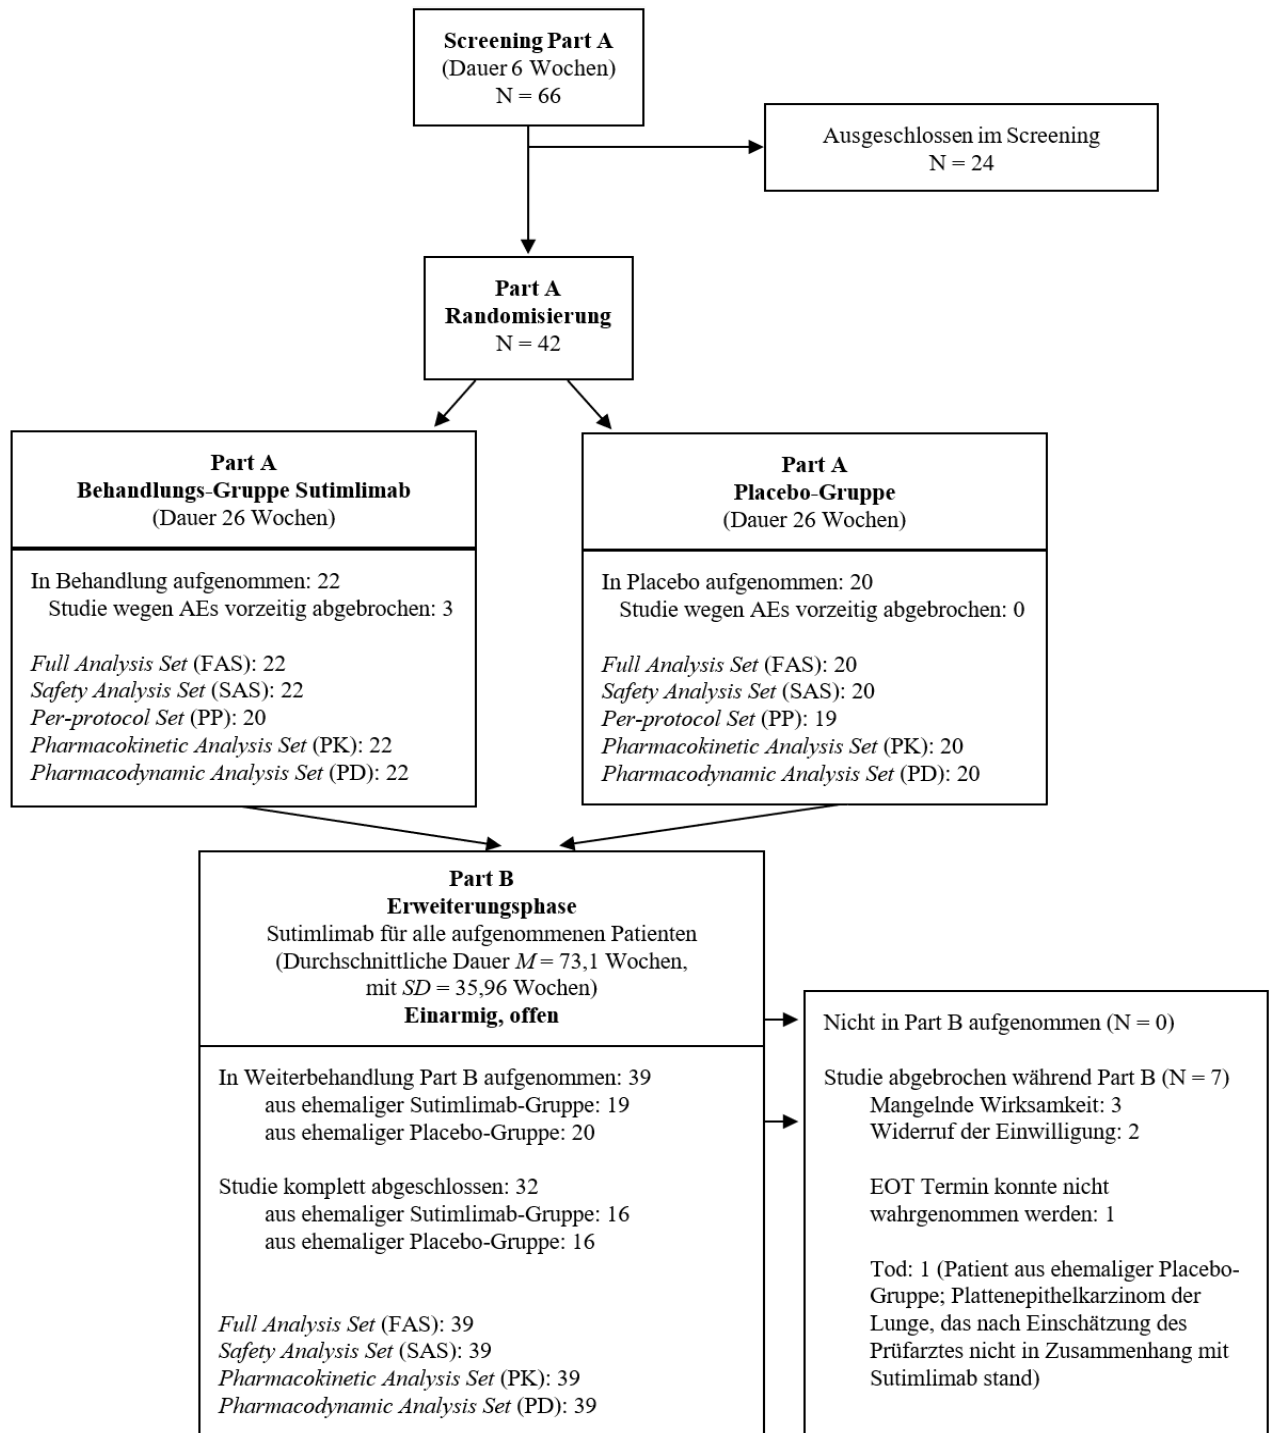 Screening Part A
(Dauer 6 Wochen)
N = 66
Ausgeschlossen im Screening
N = 24
Part A
Randomisierung
N = 42
Part A
Behandlungs-Gruppe Sutimlimab
(Dauer 26 Wochen)
In Behandlung aufgenommen: 22
Studie wegen AEs vorzeitig abgebrochen: 3
Full Analysis Set (FAS): 22
Safety Analysis Set (SAS): 22
Per-protocol Set (PP): 20
Pharmacokinetic Analysis Set (PK): 22
Pharmacodynamic Analysis Set (PD): 22
Part A
Placebo-Gruppe
(Dauer 26 Wochen)
In Placebo aufgenommen: 20
Studie wegen AEs vorzeitig abgebrochen: 0
Full Analysis Set (FAS): 20
Safety Analysis Set (SAS): 20
Per-protocol Set (PP): 19
Pharmacokinetic Analysis Set (PK): 20
Pharmacodynamic Analysis Set (PD): 20
Part B
Erweiterungsphase
Sutimlimab für alle aufgenommenen Patienten
(Durchschnittliche Dauer M = 73,1 Wochen,
mit SD = 35,96 Wochen)
Einarmig, offen
In Weiterbehandlung Part B aufgenommen: 39
aus ehemaliger Sutimlimab-Gruppe: 19
aus ehemaliger Placebo-Gruppe: 20
Studie komplett abgeschlossen: 32
aus ehemaliger Sutimlimab-Gruppe: 16
aus ehemaliger Placebo-Gruppe: 16
Full Analysis Set (FAS): 39
Safety Analysis Set (SAS): 39
Pharmacokinetic Analysis Set (PK): 39
Pharmacodynamic Analysis Set (PD): 39
Nicht in Part B aufgenommen (N = 0)
Studie abgebrochen während Part B (N = 7)
Mangelnde Wirksamkeit: 3
Widerruf der Einwilligung: 2
EOT Termin konnte nicht
wahrgenommen werden: 1
Tod: 1 (Patient aus ehemaliger Placebo-
Gruppe; Plattenepithelkarzinom der
Lunge, das nach Einschätzung des
Prüfarztes nicht in Zusammenhang mit
Sutimlimab stand)